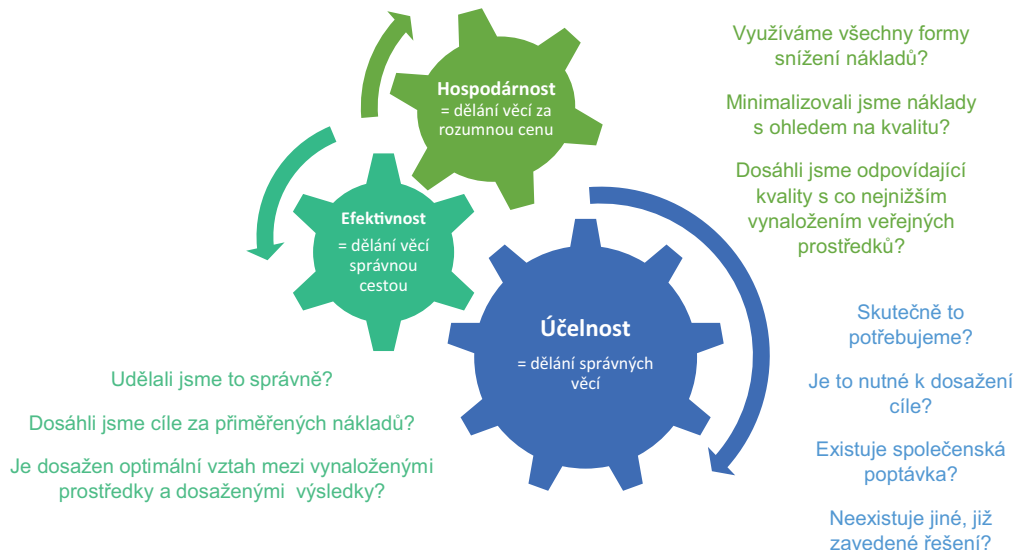 Hospodárnost
= dělání věcí za
rozumnou cenu
Využíváme všechny formy
snížení nákladů?
Minimalizovali jsme náklady
s ohledem na kvalitu?
Dosáhli jsme odpovídající
kvality s co nejnižším
vynaložením veřejných
prostředků?
Efektivnost
= dělání věcí
správnou
cestou
Udělali jsme to správně?
Dosáhli jsme cíle za přiměřených nákladů?
Je dosažen optimální vztah mezi vynaloženými
prostředky a dosaženými výsledky?
Účelnost
= dělání správných
věcí
Skutečně to
potřebujeme?
Je to nutné k dosažení
cíle?
Existuje společenská
poptávka?
Neexistuje jiné, již
zavedené řešení?